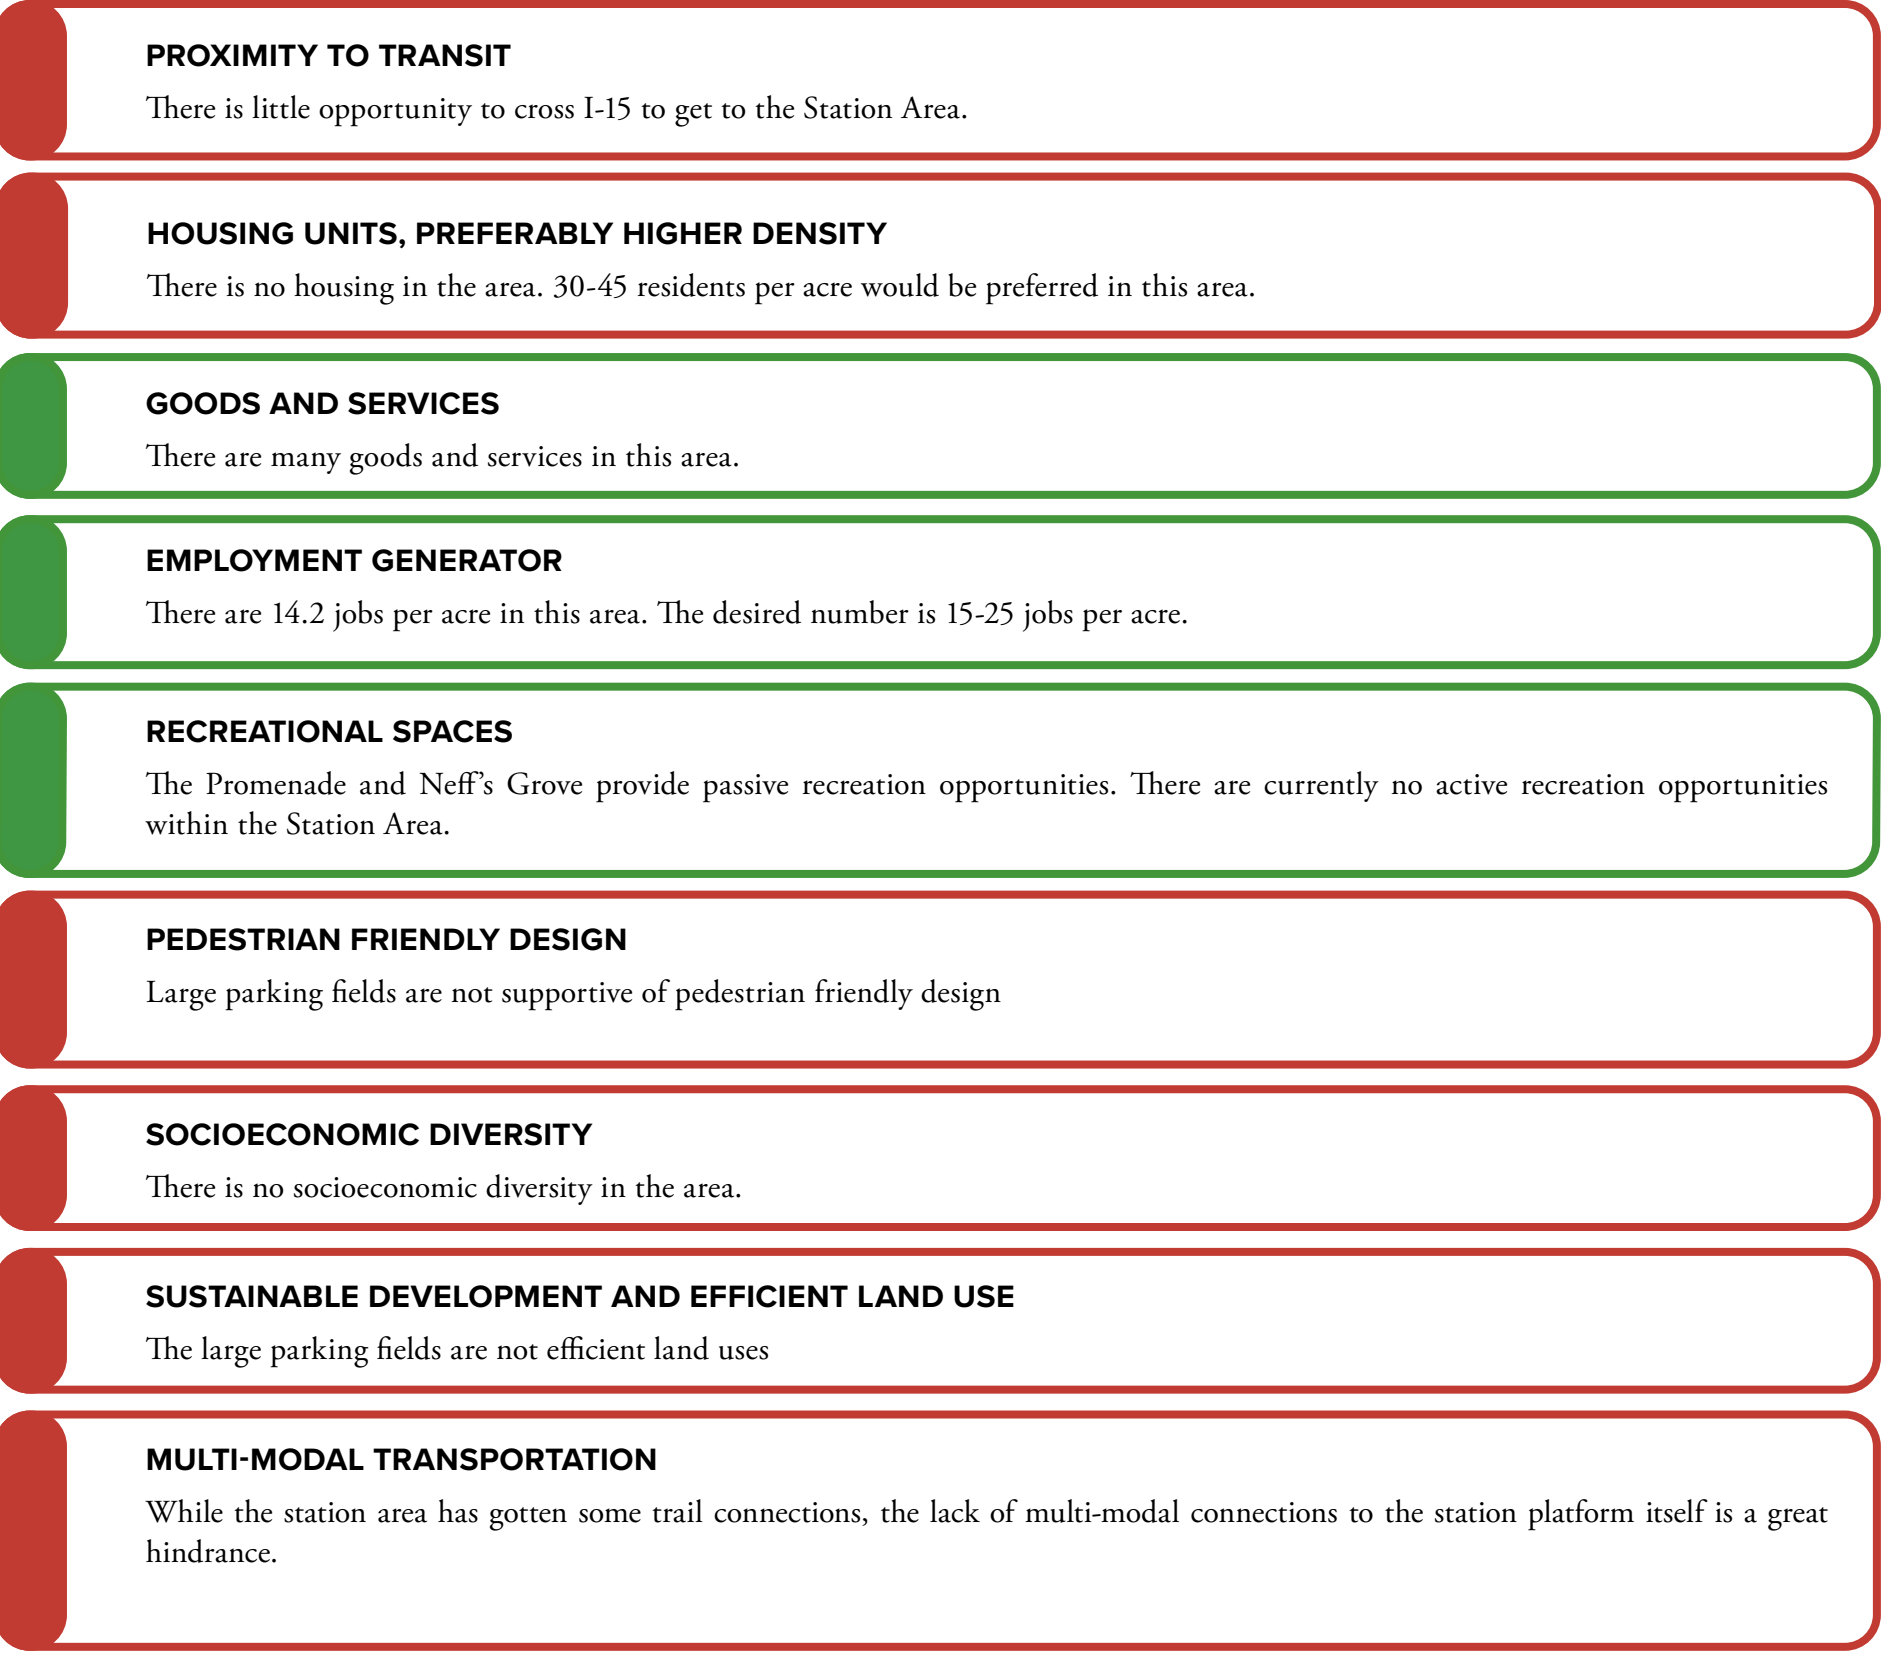 PROXIMITY TO TRANSIT
There is little opportunity to cross I-15 to get to the Station Area.
HOUSING UNITS, PREFERABLY HIGHER DENSITY
There is no housing in the area. 30-45 residents per acre would be preferred in this area.
GOODS AND SERVICES
There are many goods and services in this area.
EMPLOYMENT GENERATOR
There are 14.2 jobs per acre in this area. The desired number is 15-25 jobs per acre.
RECREATIONAL SPACES
The Promenade and Neff’s Grove provide passive recreation opportunities. There are currently no active recreation opportunities
within the Station Area.
PEDESTRIAN FRIENDLY DESIGN
Large parking fields are not supportive of pedestrian friendly design
SOCIOECONOMIC DIVERSITY
There is no socioeconomic diversity in the area.
SUSTAINABLE DEVELOPMENT AND EFFICIENT LAND USE
The large parking fields are not efficient land uses
MULTI-MODAL TRANSPORTATION
While the station area has gotten some trail connections, the lack of multi-modal connections to the station platform itself is a great
hindrance.